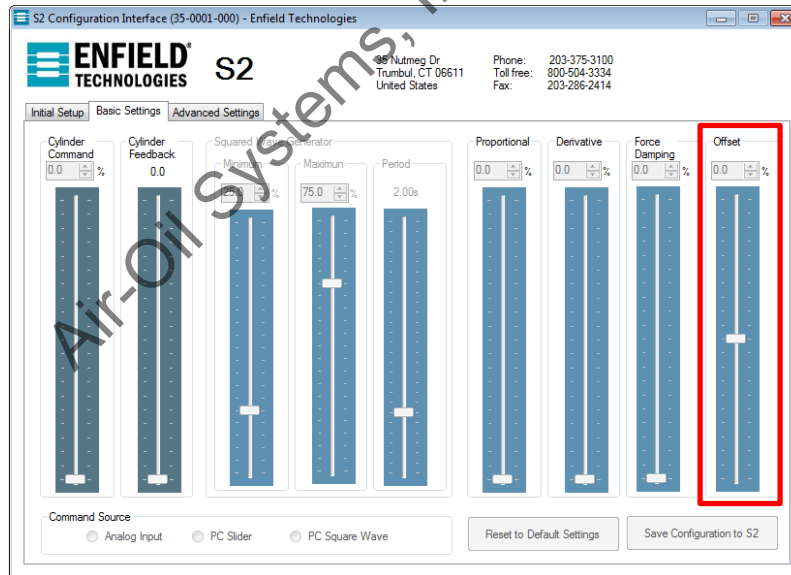 S2 Configuration Interface (35-0001-000) - Enfield Technologies
ENFIELD®
TECHNOLOGIES
S2
35 Nutmeg Dr
Trumbul, CT 06611
United States
Phone: 203-375-3100
Toll free: 800-504-3334
Fax: 203-286-2414
Initial Setup
Basic Settings
Advanced Settings
Cylinder
Command
0.0 %
Cylinder
Feedback
0.0
Squared Wave Generator
Minimum
25.0 %
Maximun
75.0 %
Period
2.00s
Proportional
0.0 %
Derivative
0.0 %
Force
Damping
0.0 %
Offset
0.0 %
Command Source
Analog Input
PC Slider
PC Square Wave
Reset to Default Settings
Save Configuration to S2
Air-Oil Systems,